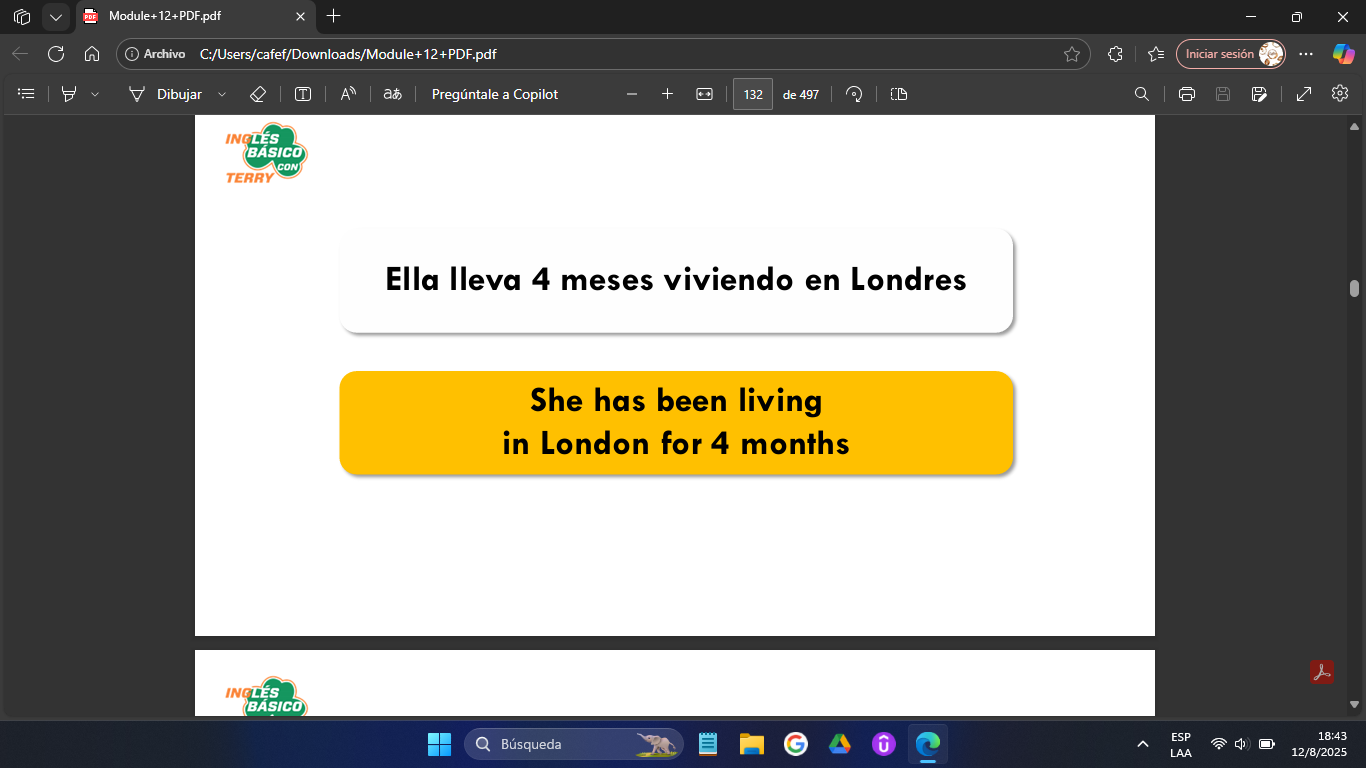 Module+12+PDF.pdf
Archivo C:/Users/cafef/Downloads/Module+12+PDF.pdf
Iniciar sesión
Dibujar
Pregúntale a Copilot
132 de 497
INGLÉS
BÁSICO
CON
TERRY
Ella lleva 4 meses viviendo en Londres
She has been living
in London for 4 months
INGLÉS
BÁSICO
Búsqueda
ESP
LAA
18:43
12/8/2025